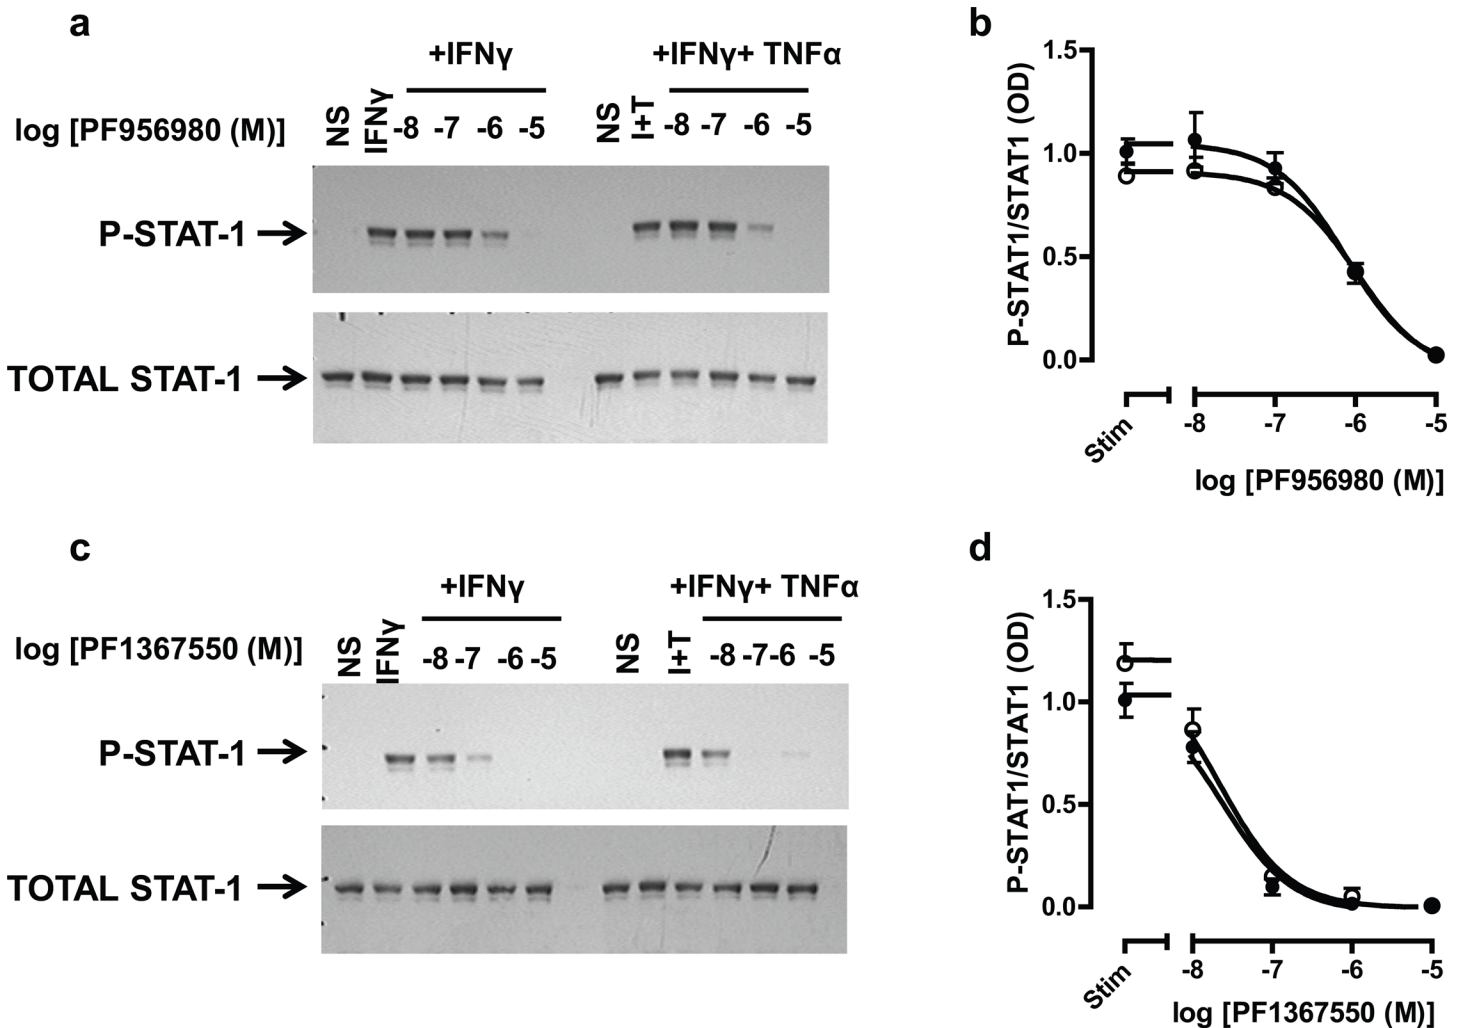 a
+IFNγ
+IFNγ+ TNFα
log [PF956980 (M)]
NS
IFNγ
-8 -7 -6 -5
NS
I+T
-8 -7 -6 -5
P-STAT-1
TOTAL STAT-1
b
P-STAT1/STAT1 (OD)
1.5
1.0
0.5
0.0
Stim
-8
-7
-6
-5
log [PF956980 (M)]
c
+IFNγ
+IFNγ+ TNFα
log [PF1367550 (M)]
NS
IFNγ
-8 -7 -6 -5
NS
I+T
-8 -7 -6 -5
P-STAT-1
TOTAL STAT-1
d
P-STAT1/STAT1 (OD)
1.5
1.0
0.5
0.0
Stim
-8
-7
-6
-5
log [PF1367550 (M)]